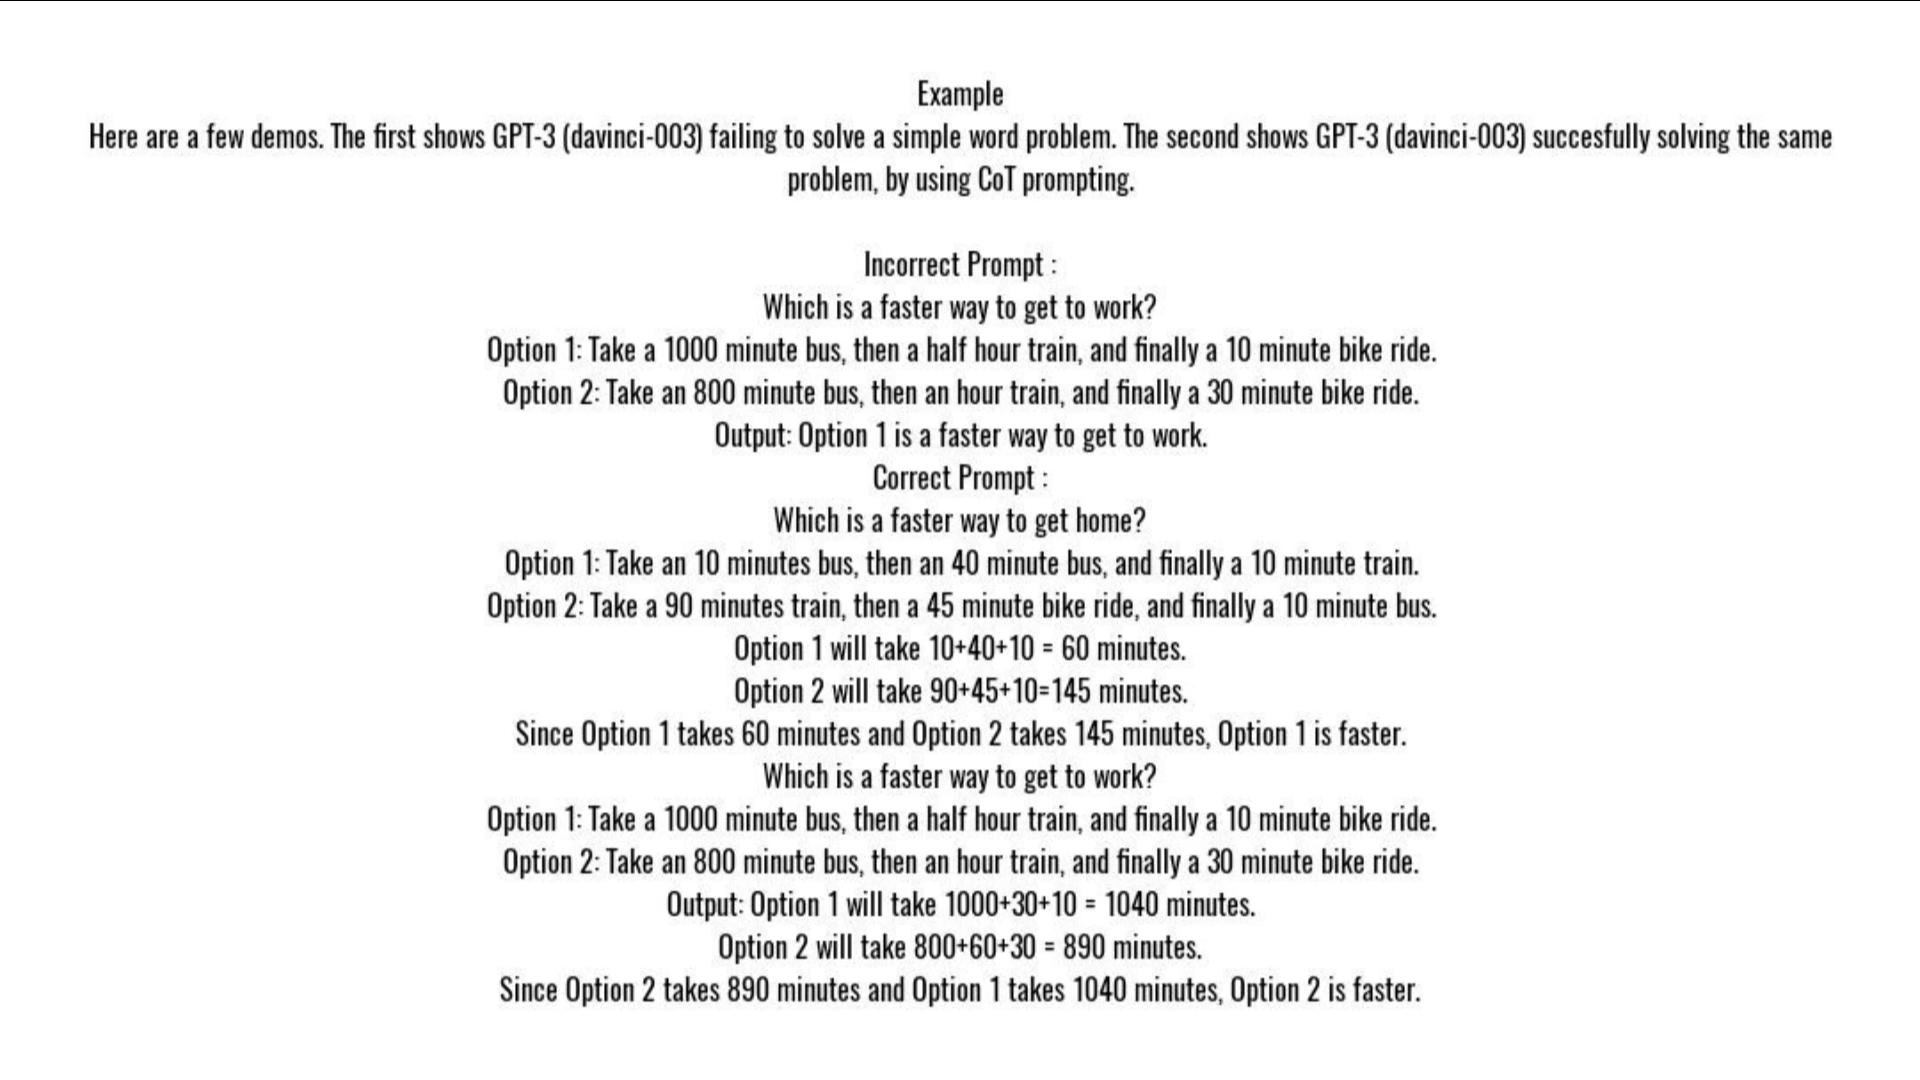 Example
Here are a few demos. The first shows GPT-3 (davinci-003) failing to solve a simple word problem. The second shows GPT-3 (davinci-003) succesfully solving the same
problem, by using CoT prompting.
Incorrect Prompt :
Which is a faster way to get to work?
Option 1: Take a 1000 minute bus, then a half hour train, and finally a 10 minute bike ride.
Option 2: Take an 800 minute bus, then an hour train, and finally a 30 minute bike ride.
Output: Option 1 is a faster way to get to work.
Correct Prompt :
Which is a faster way to get home?
Option 1: Take an 10 minutes bus, then an 40 minute bus, and finally a 10 minute train.
Option 2: Take a 90 minutes train, then a 45 minute bike ride, and finally a 10 minute bus.
Option 1 will take 10+40+10 = 60 minutes.
Option 2 will take 90+45+10=145 minutes.
Since Option 1 takes 60 minutes and Option 2 takes 145 minutes, Option 1 is faster.
Which is a faster way to get to work?
Option 1: Take a 1000 minute bus, then a half hour train, and finally a 10 minute bike ride.
Option 2: Take an 800 minute bus, then an hour train, and finally a 30 minute bike ride.
Output: Option 1 will take 1000+30+10 = 1040 minutes.
Option 2 will take 800+60+30 = 890 minutes.
Since Option 2 takes 890 minutes and Option 1 takes 1040 minutes, Option 2 is faster.